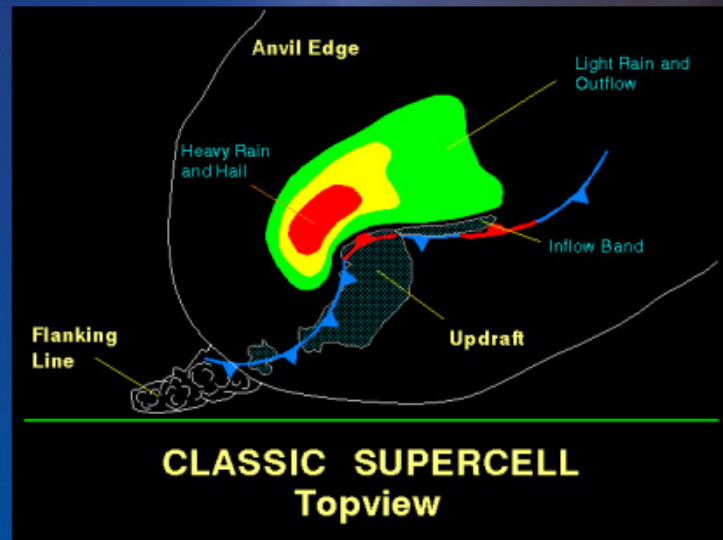 Anvil Edge
Light Rain and
Outflow
Heavy Rain
and Hail
Inflow Band
Flanking
Line
Updraft
CLASSIC SUPERCELL
Topview